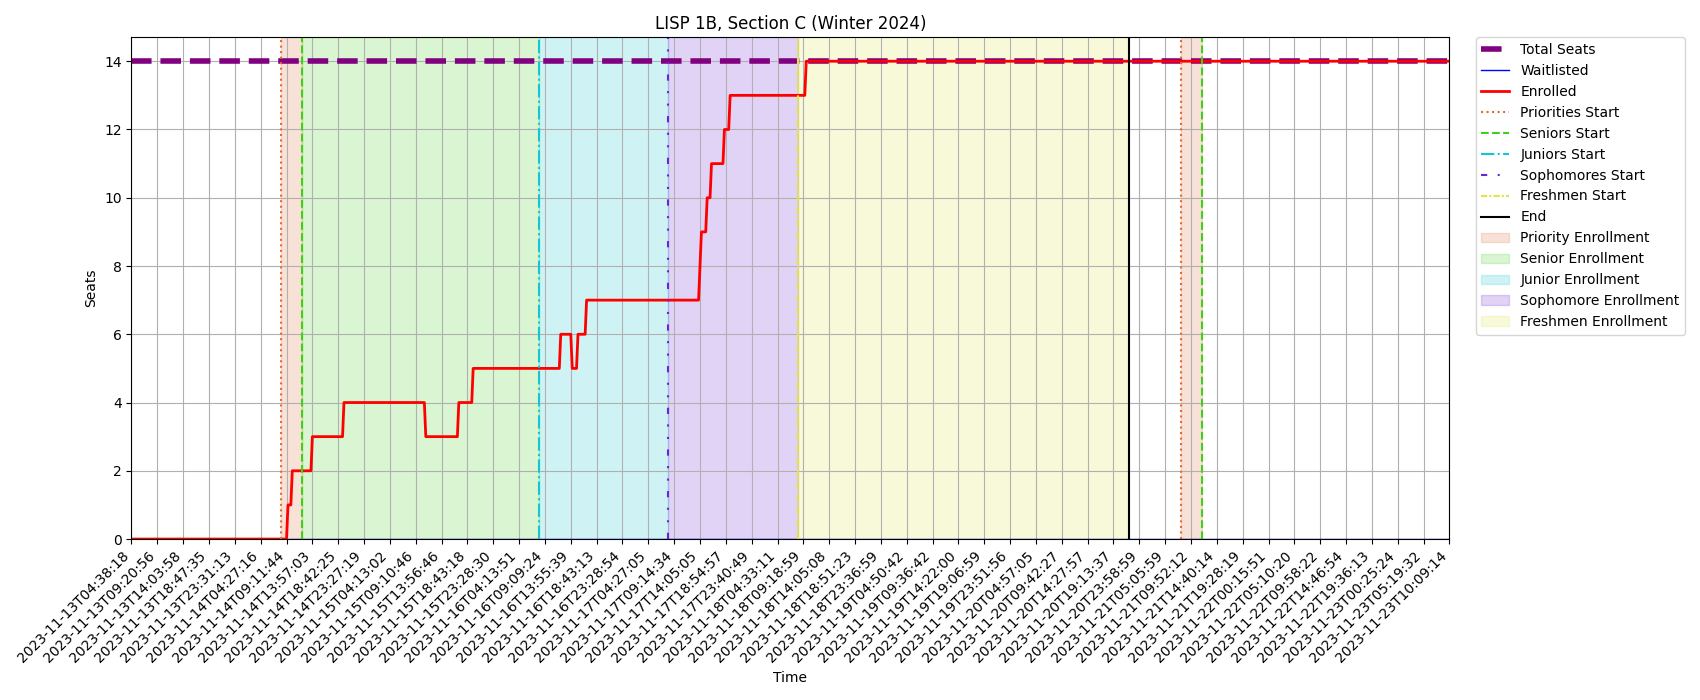 LISP 1B, Section C (Winter 2024)
Seats
14
12
10
8
6
4
2
0
2023-11-13T04:38:18
2023-11-13T09:20:56
2023-11-13T14:03:58
2023-11-13T18:47:35
2023-11-13T23:31:13
2023-11-14T04:27:16
2023-11-14T09:11:44
2023-11-14T13:57:03
2023-11-14T18:42:25
2023-11-14T23:27:19
2023-11-15T04:13:02
2023-11-15T09:10:46
2023-11-15T13:56:46
2023-11-15T18:43:18
2023-11-15T23:28:30
2023-11-16T04:13:51
2023-11-16T09:09:24
2023-11-16T13:55:39
2023-11-16T18:43:13
2023-11-16T23:28:54
2023-11-17T04:27:05
2023-11-17T09:14:34
2023-11-17T14:05:05
2023-11-17T18:54:57
2023-11-17T23:40:49
2023-11-18T04:33:11
2023-11-18T09:18:59
2023-11-18T14:05:08
2023-11-18T18:51:23
2023-11-18T23:36:59
2023-11-19T04:50:42
2023-11-19T09:36:42
2023-11-19T14:22:00
2023-11-19T19:06:59
2023-11-19T23:51:56
2023-11-20T04:57:05
2023-11-20T09:42:27
2023-11-20T14:27:57
2023-11-20T19:13:37
2023-11-20T23:58:59
2023-11-21T05:05:59
2023-11-21T09:52:12
2023-11-21T14:40:14
2023-11-21T19:28:19
2023-11-22T00:15:51
2023-11-22T05:10:20
2023-11-22T09:58:22
2023-11-22T14:46:54
2023-11-22T19:36:13
2023-11-23T00:25:24
2023-11-23T05:19:32
2023-11-23T10:09:14
Time
Total Seats
Waitlisted
Enrolled
Priorities Start
Seniors Start
Juniors Start
Sophomores Start
Freshmen Start
End
Priority Enrollment
Senior Enrollment
Junior Enrollment
Sophomore Enrollment
Freshmen Enrollment